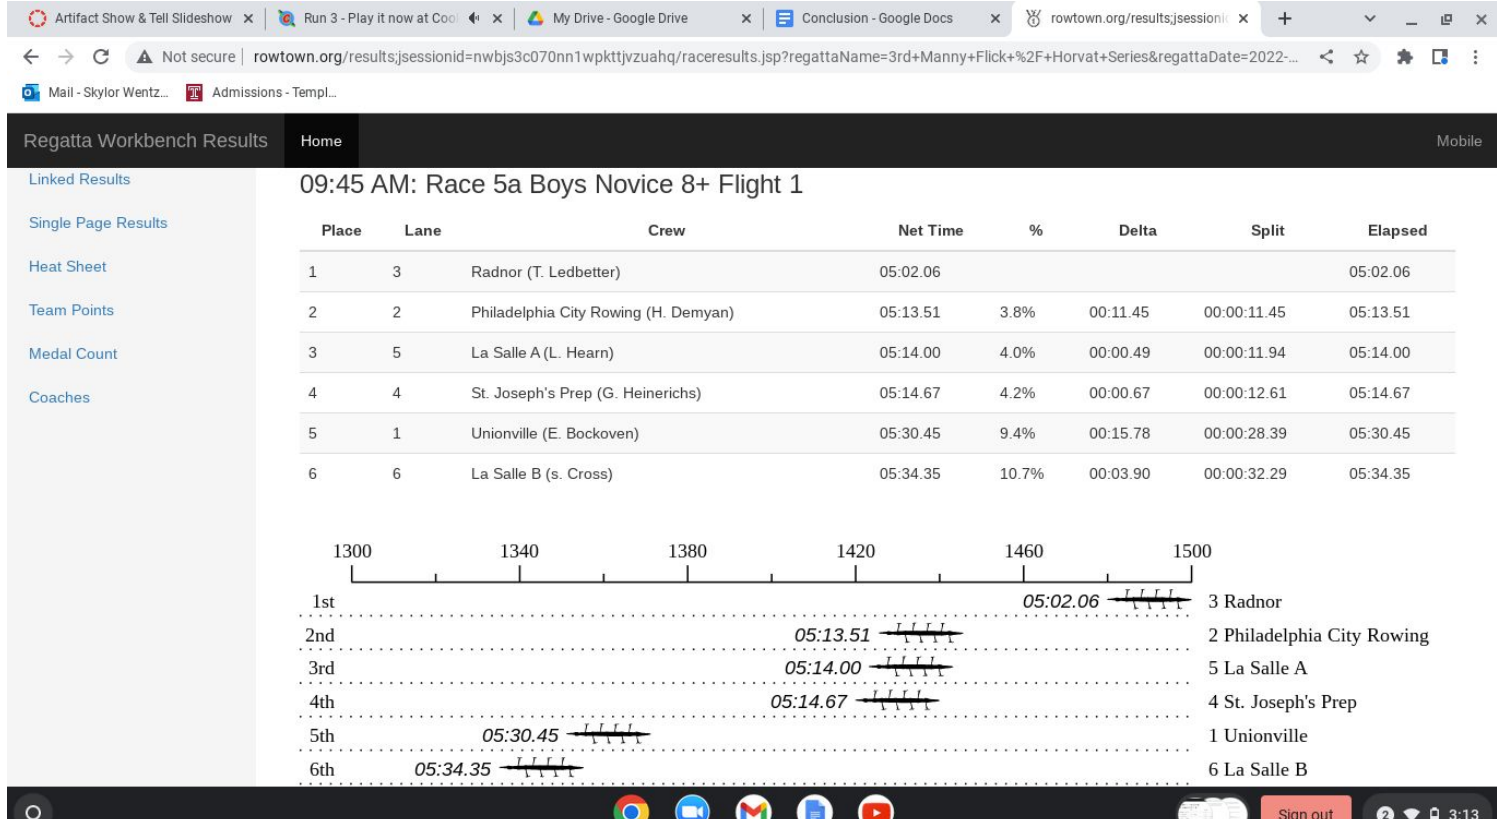 Artifact Show & Tell Slideshow
Run 3 - Play it now at Cool
My Drive - Google Drive
Conclusion - Google Docs
rowtown.org/results;jsessioni
Not secure | rowtown.org/results;jsessionid=nwbjs3c070nn1wpkttjvzuahq/raceresults.jsp?regattaName=3rd+Manny+Flick+%2F+Horvat+Series&regattaDate=2022-...
Mail - Skylor Wentz... Admissions - Templ...
Regatta Workbench Results Home Mobile
Linked Results
Single Page Results
Heat Sheet
Team Points
Medal Count
Coaches
09:45 AM: Race 5a Boys Novice 8+ Flight 1
Place Lane Crew Net Time % Delta Split Elapsed
1 3 Radnor (T. Ledbetter) 05:02.06 05:02.06
2 2 Philadelphia City Rowing (H. Demyan) 05:13.51 3.8% 00:11.45 00:00:11.45 05:13.51
3 5 La Salle A (L. Hearn) 05:14.00 4.0% 00:00.49 00:00:11.94 05:14.00
4 4 St. Joseph's Prep (G. Heinerichs) 05:14.67 4.2% 00:00.67 00:00:12.61 05:14.67
5 1 Unionville (E. Bockoven) 05:30.45 9.4% 00:15.78 00:00:28.39 05:30.45
6 6 La Salle B (s. Cross) 05:34.35 10.7% 00:03.90 00:00:32.29 05:34.35
1300 1340 1380 1420 1460 1500
1st 05:02.06 3 Radnor
2nd 05:13.51 2 Philadelphia City Rowing
3rd 05:14.00 5 La Salle A
4th 05:14.67 4 St. Joseph's Prep
5th 05:30.45 1 Unionville
6th 05:34.35 6 La Salle B
Sign out 2 3:13